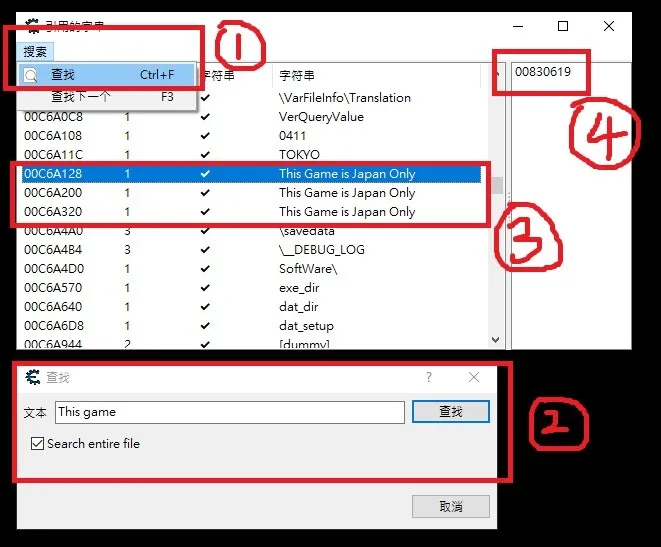 引用的字串
①
搜索
查找 Ctrl+F
查找下一个 F3
字符串 字符串
\VarFileInfo\Translation
00C6A0C8 1 ✓ VerQueryValue
00C6A108 1 ✓ 0411
00C6A11C 1 ✓ TOKYO
00C6A128 1 ✓ This Game is Japan Only
00C6A200 1 ✓ This Game is Japan Only
00C6A320 1 ✓ This Game is Japan Only
00C6A4A0 3 ✓ \savedata
00C6A4B4 3 ✓ \__DEBUG_LOG
00C6A4D0 1 ✓ SoftWare\
00C6A570 1 ✓ exe_dir
00C6A640 1 ✓ dat_dir
00C6A6D8 1 ✓ dat_setup
00C6A944 2 ✓ [dummy]
00830619
④
③
查找 ?
文本 This game 查找
Search entire file
②
取消